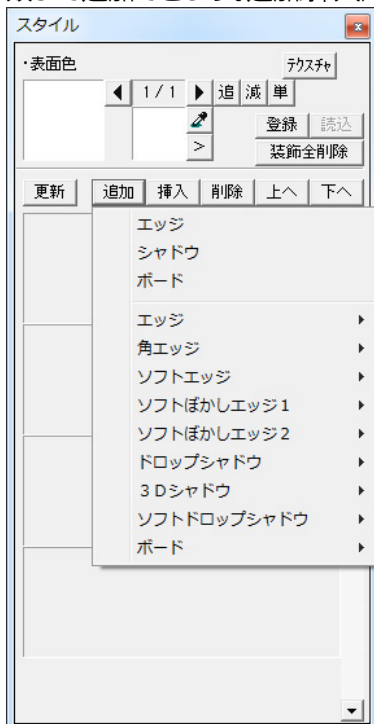 スタイル
・表面色
テクスチャ
1/1
追
減
単
>
登録
読込
装飾全削除
更新
追加
挿入
削除
上へ
下へ
エッジ
シャドウ
ボード
エッジ
角エッジ
ソフトエッジ
ソフトぼかしエッジ1
ソフトぼかしエッジ2
ドロップシャドウ
3Dシャドウ
ソフトドロップシャドウ
ボード